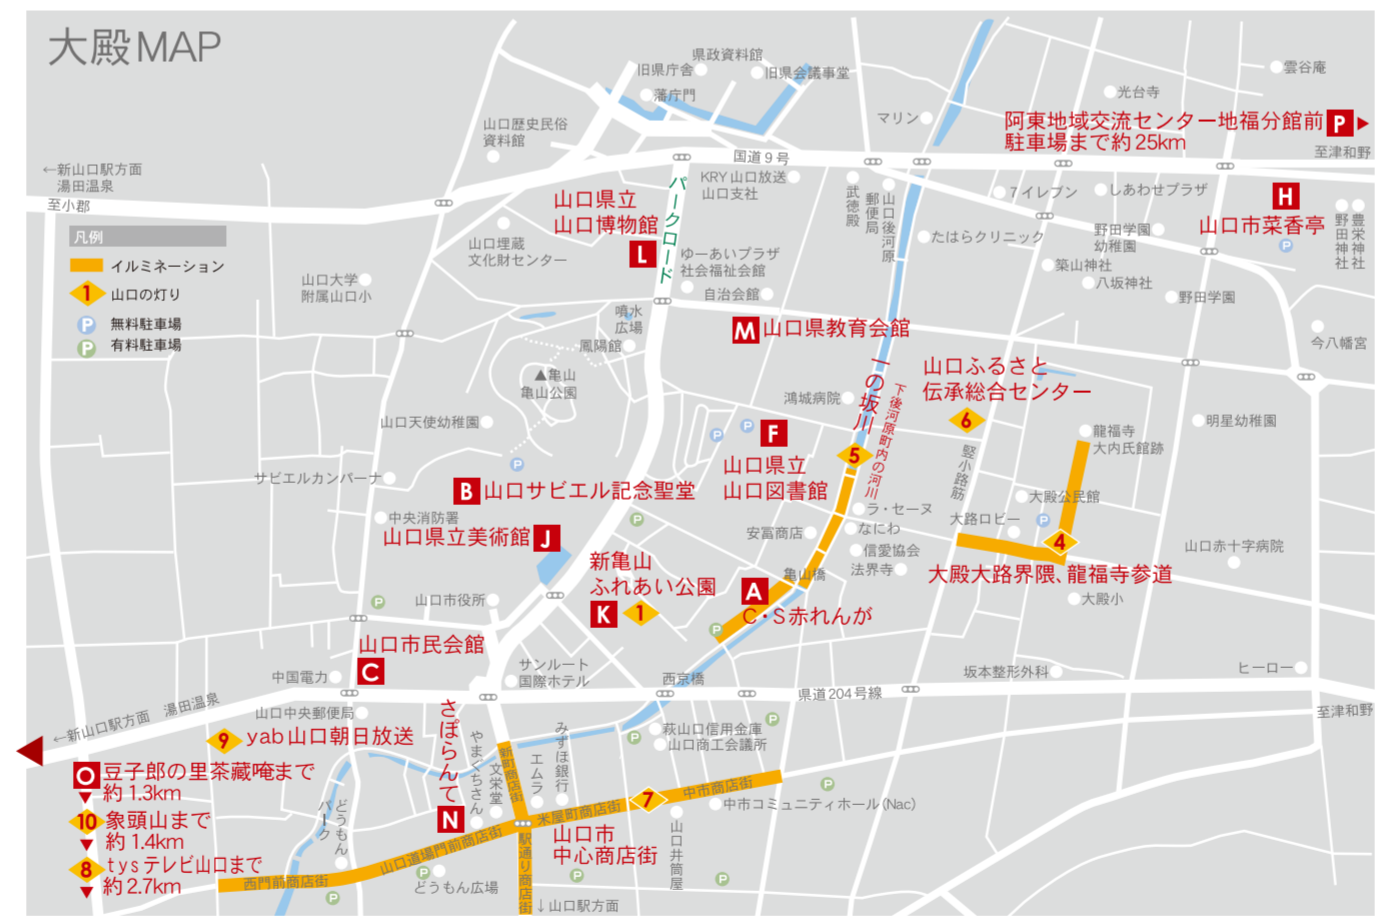 大殿MAP
県政資料館
旧県庁舎
旧県会議事堂
藩庁門
雲谷庵
光台寺
マリン
山口歴史民俗
資料館
阿東地域交流センター地福分館前 P
駐車場まで約25km
至津和野
国道9号
←新山口駅方面
湯田温泉
至小郡
凡例
イルミネーション
1 山口の灯り
P 無料駐車場
P 有料駐車場
山口県立
山口博物館
L
パークロード
KRY山口放送
山口支社
武徳殿
郵便局
山口後河原
7イレブン
しあわせプラザ
H
山口市菜香亭
P
野田神社
豊栄神社
たはらクリニック
野田学園
幼稚園
築山神社
八坂神社
野田学園
山口埋蔵
文化財センター
ゆーあいプラザ
社会福祉会館
自治会館
山口大学
附属山口小
噴水
広場
鳳陽館
M 山口県教育会館
今八幡宮
▲亀山
亀山公園
一の坂川
下後河原町内の河川
山口ふるさと
伝承総合センター
6
鴻城病院
山口天使幼稚園
明星幼稚園
龍福寺
大内氏館跡
竪小路筋
P
P
F
山口県立
山口図書館
5
サビエルカンパーナ
P
B 山口サビエル記念聖堂
大殿公民館
大路ロビー
P
4
ラ・セーヌ
なにわ
信愛協会
法界寺
安冨商店
中央消防署
山口県立美術館 J
P
山口赤十字病院
大殿大路界隈、龍福寺参道
大殿小
新亀山
ふれあい公園
K 1
亀山橋
A
C・S赤れんが
P
P
山口市役所
山口市民会館
C
中国電力
サンルート
国際ホテル
西京橋
県道204号線
坂本整形外科
ヒーロー
至津和野
←新山口駅方面 湯田温泉
山口中央郵便局
9 yab山口朝日放送
さぽらんて
N
やまぐちさん
文栄堂
新町商店街
エムラ
みずほ銀行
萩山口信用金庫
山口商工会議所
P
P
O 豆子郎の里茶蔵唵まで
約1.3km
10 象頭山まで
約1.4km
8 tysテレビ山口まで
約2.7km
どうもん
パーク
西門前商店街
山口道場門前商店街
米屋町商店街
7
中市商店街
P
中市コミュニティホール(Nac)
山口市
中心商店街
山口井筒屋
駅通り商店街
P
どうもん広場
P
P
P
↓山口駅方面